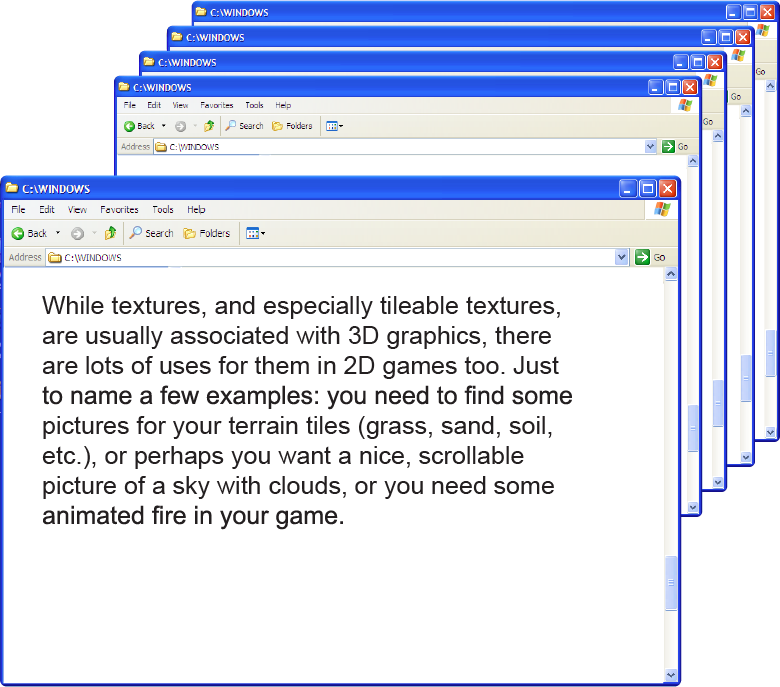 C:\WINDOWS
C:\WINDOWS
Go
C:\WINDOWS
Go
C:\WINDOWS
Go
File Edit View Favorites Tools Help
Back Search Folders
Address C:\WINDOWS Go
C:\WINDOWS
File Edit View Favorites Tools Help
Back Search Folders
Address C:\WINDOWS Go
While textures, and especially tileable textures,
are usually associated with 3D graphics, there
are lots of uses for them in 2D games too. Just
to name a few examples: you need to find some
pictures for your terrain tiles (grass, sand, soil,
etc.), or perhaps you want a nice, scrollable
picture of a sky with clouds, or you need some
animated fire in your game.